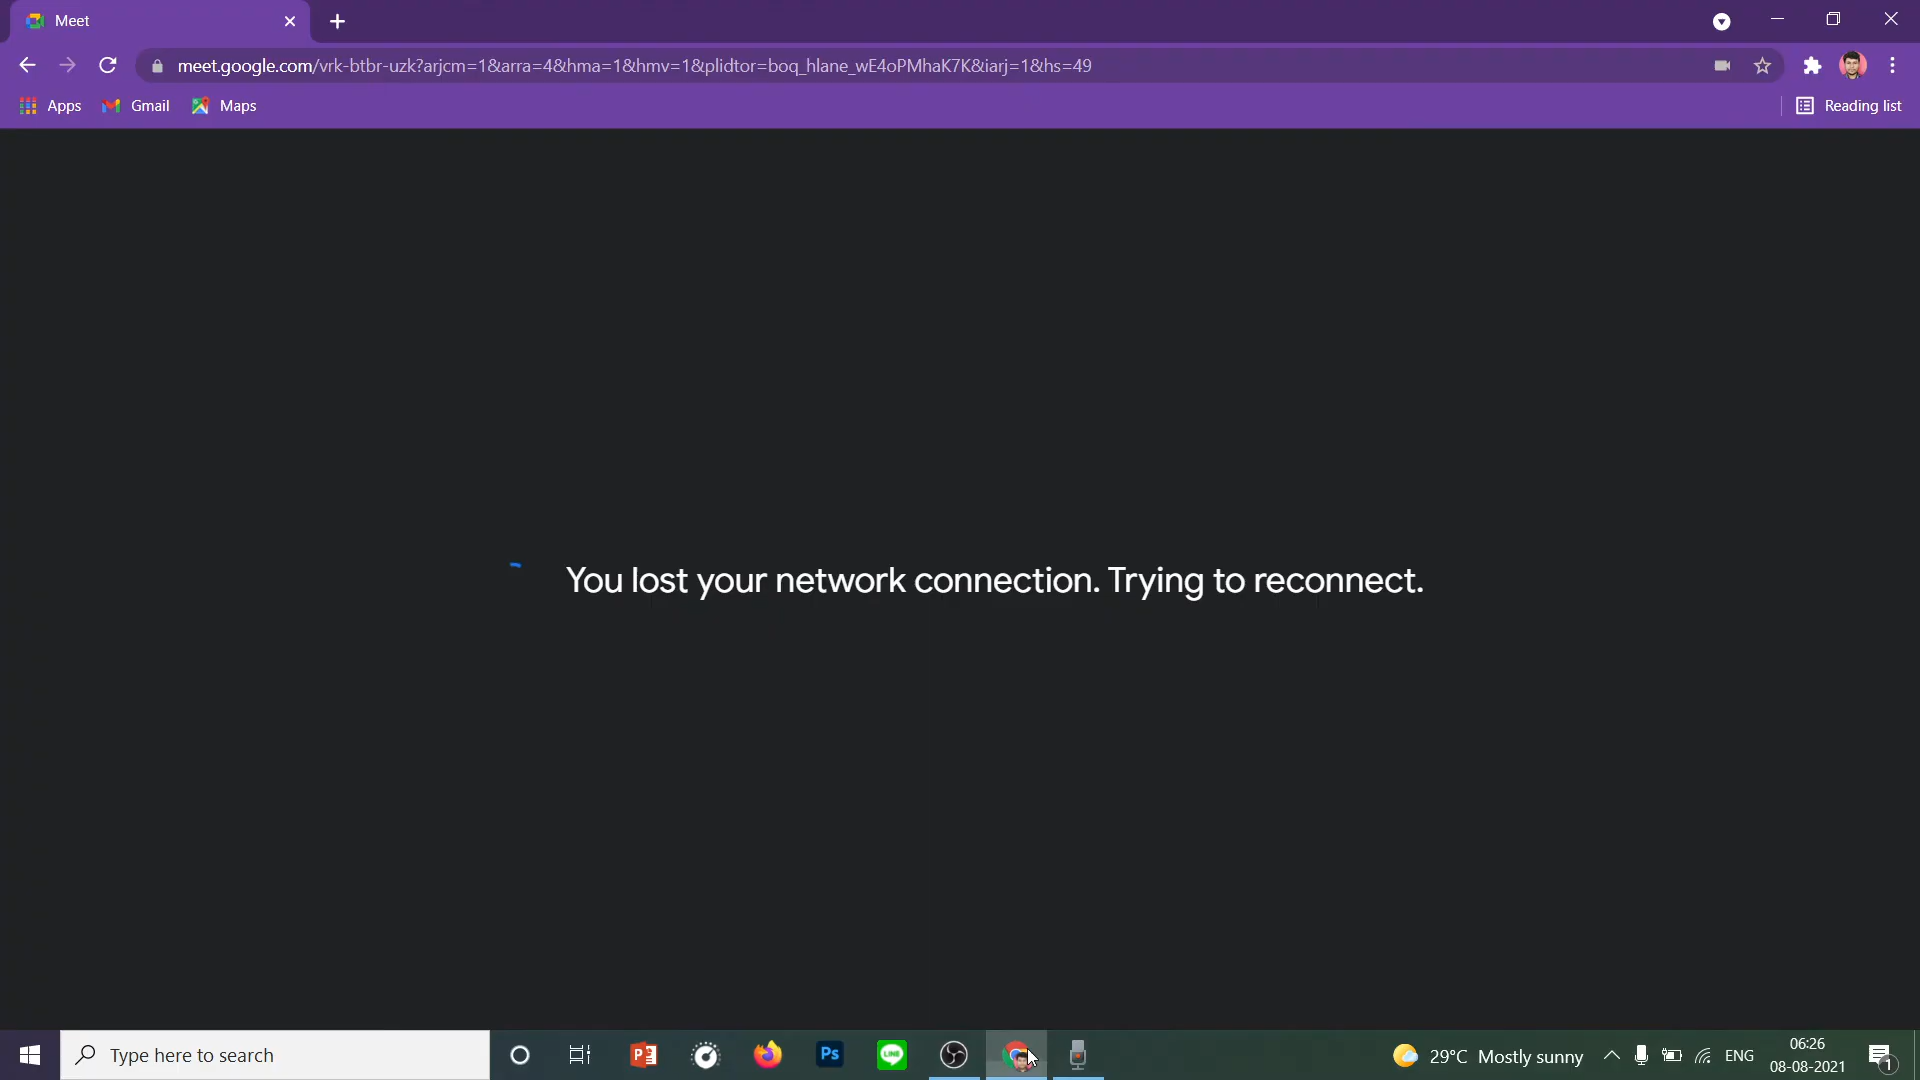 Meet
meet.google.com/vrk-btbr-uzk?arjcm=1&arra=4&hma=1&hmv=1&plidtor=boq_hlane_wE4oPMhaK7K&iarj=1&hs=49
Apps Gmail Maps Reading list
You lost your network connection. Trying to reconnect.
Type here to search
P
Ps
LINE
29°C Mostly sunny
ENG
06:26
08-08-2021
1